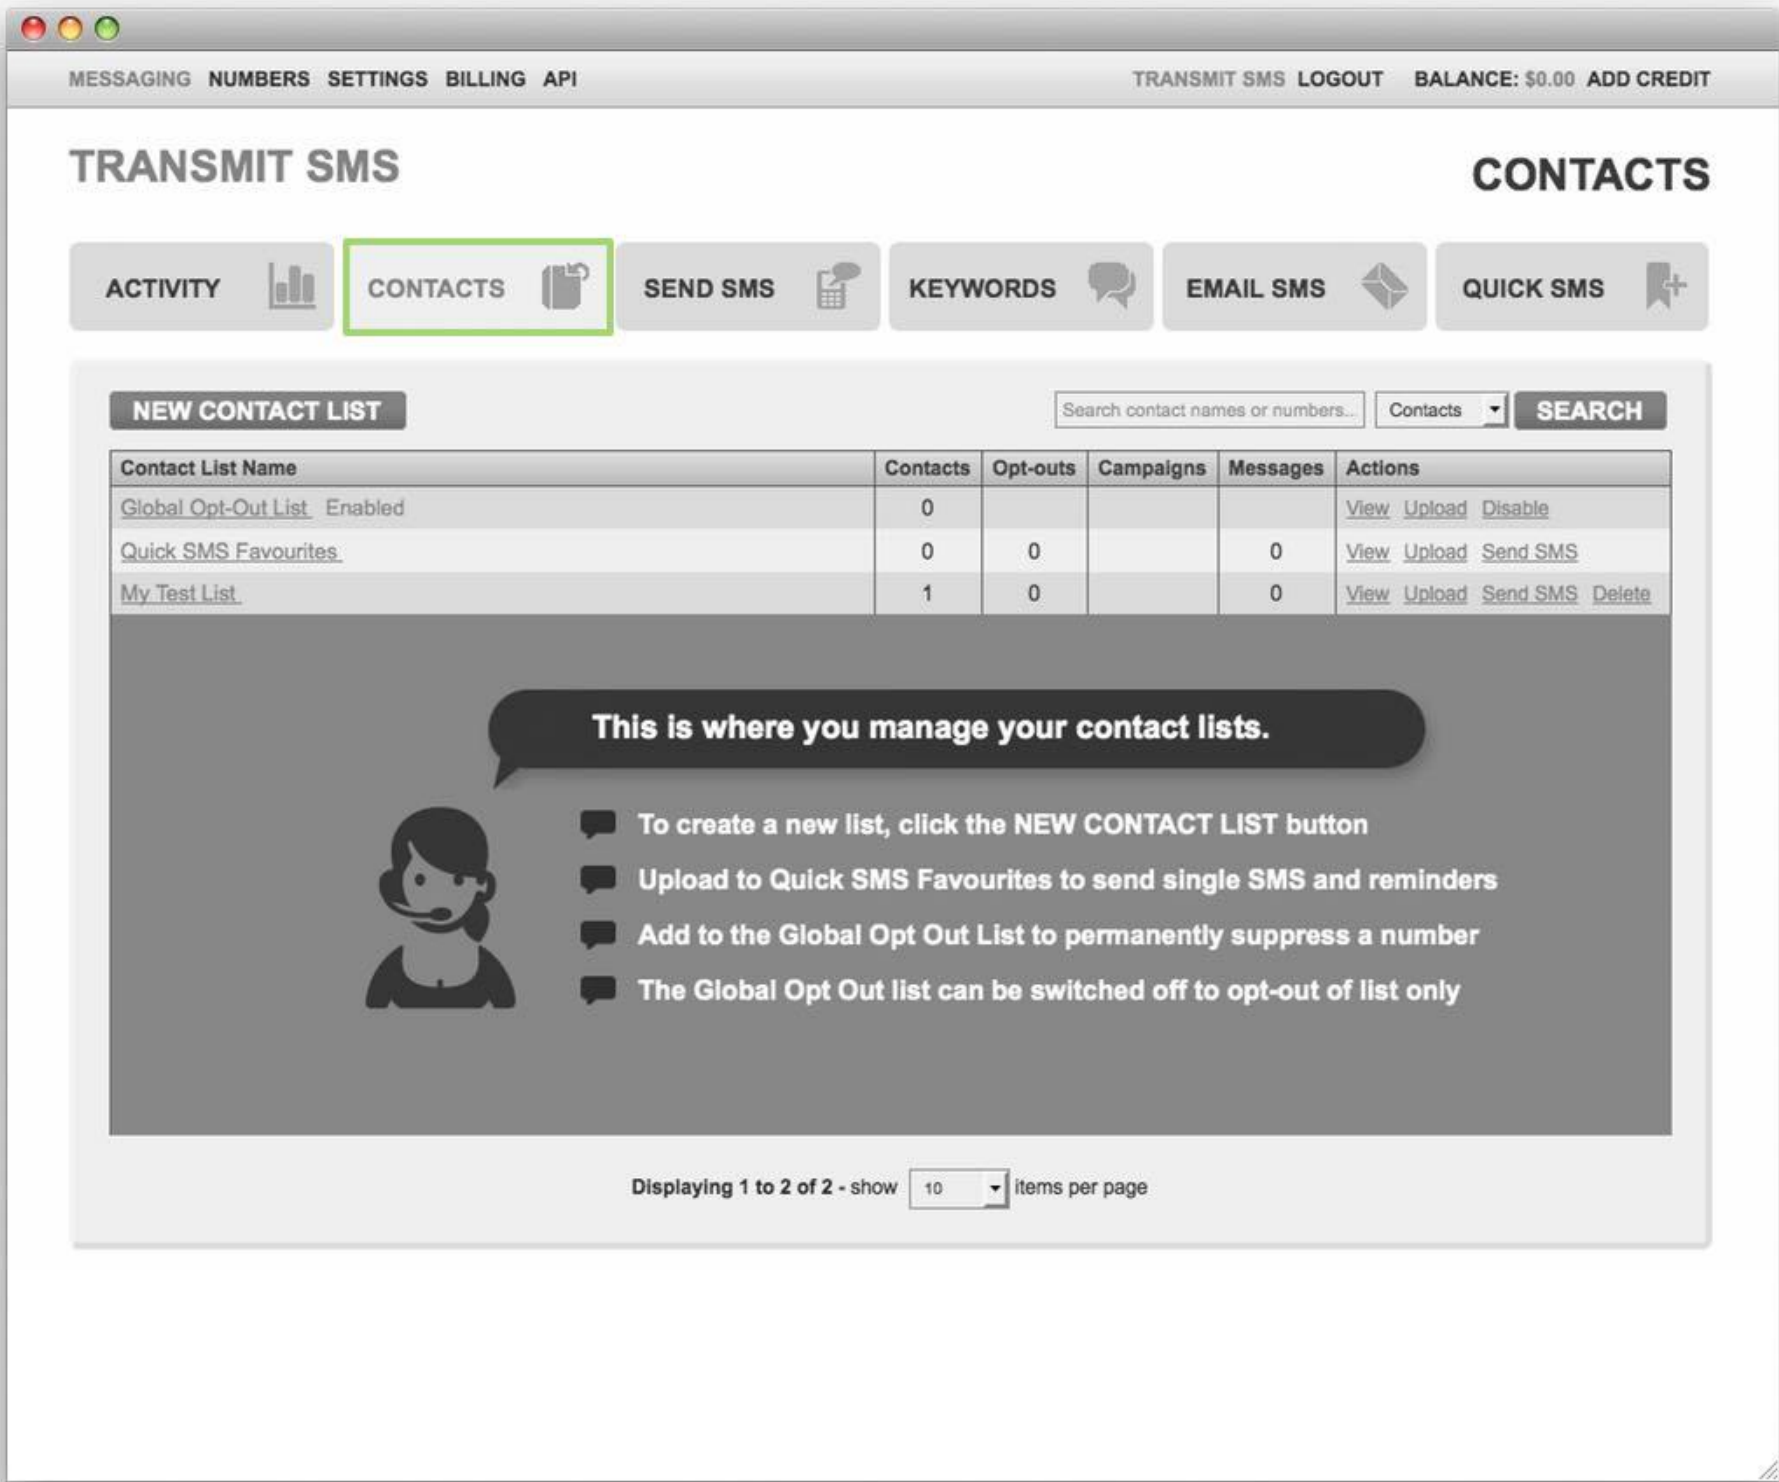 MESSAGING NUMBERS SETTINGS BILLING API TRANSMIT SMS LOGOUT BALANCE: $0.00 ADD CREDIT
TRANSMIT SMS
CONTACTS
ACTIVITY CONTACTS SEND SMS KEYWORDS EMAIL SMS QUICK SMS
NEW CONTACT LIST Search contact names or numbers... Contacts SEARCH
Contact List Name Contacts Opt-outs Campaigns Messages Actions
Global Opt-Out List Enabled 0 View Upload Disable
Quick SMS Favourites 0 0 0 View Upload Send SMS
My Test List 1 0 0 View Upload Send SMS Delete
This is where you manage your contact lists.
To create a new list, click the NEW CONTACT LIST button
Upload to Quick SMS Favourites to send single SMS and reminders
Add to the Global Opt Out List to permanently suppress a number
The Global Opt Out list can be switched off to opt-out of list only
Displaying 1 to 2 of 2 - show 10 items per page